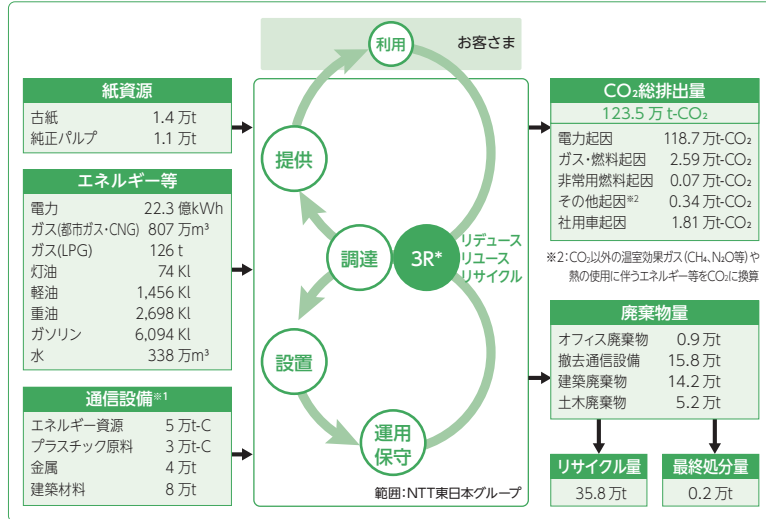 紙資源
古紙 1.4 万t
純正パルプ 1.1 万t
エネルギー等
電力 22.3 億kWh
ガス(都市ガス・CNG) 807 万m³
ガス(LPG) 126 t
灯油 74 Kl
軽油 1,456 Kl
重油 2,698 Kl
ガソリン 6,094 Kl
水 338 万m³
通信設備※1
エネルギー資源 5 万t-C
プラスチック原料 3 万t-C
金属 4 万t
建築材料 8 万t
お客さま
利用
提供
調達
3R*
リデュース
リユース
リサイクル
設置
運用
保守
範囲:NTT東日本グループ
CO₂総排出量
123.5 万 t-CO₂
電力起因 118.7 万t-CO₂
ガス・燃料起因 2.59 万t-CO₂
非常用燃料起因 0.07 万t-CO₂
その他起因※2 0.34 万t-CO₂
社用車起因 1.81 万t-CO₂
※2:CO₂以外の温室効果ガス(CH₄、N₂O等)や
熱の使用に伴うエネルギー等をCO₂に換算
廃棄物量
オフィス廃棄物 0.9 万t
撤去通信設備 15.8 万t
建築廃棄物 14.2 万t
土木廃棄物 5.2 万t
リサイクル量
35.8 万t
最終処分量
0.2 万t